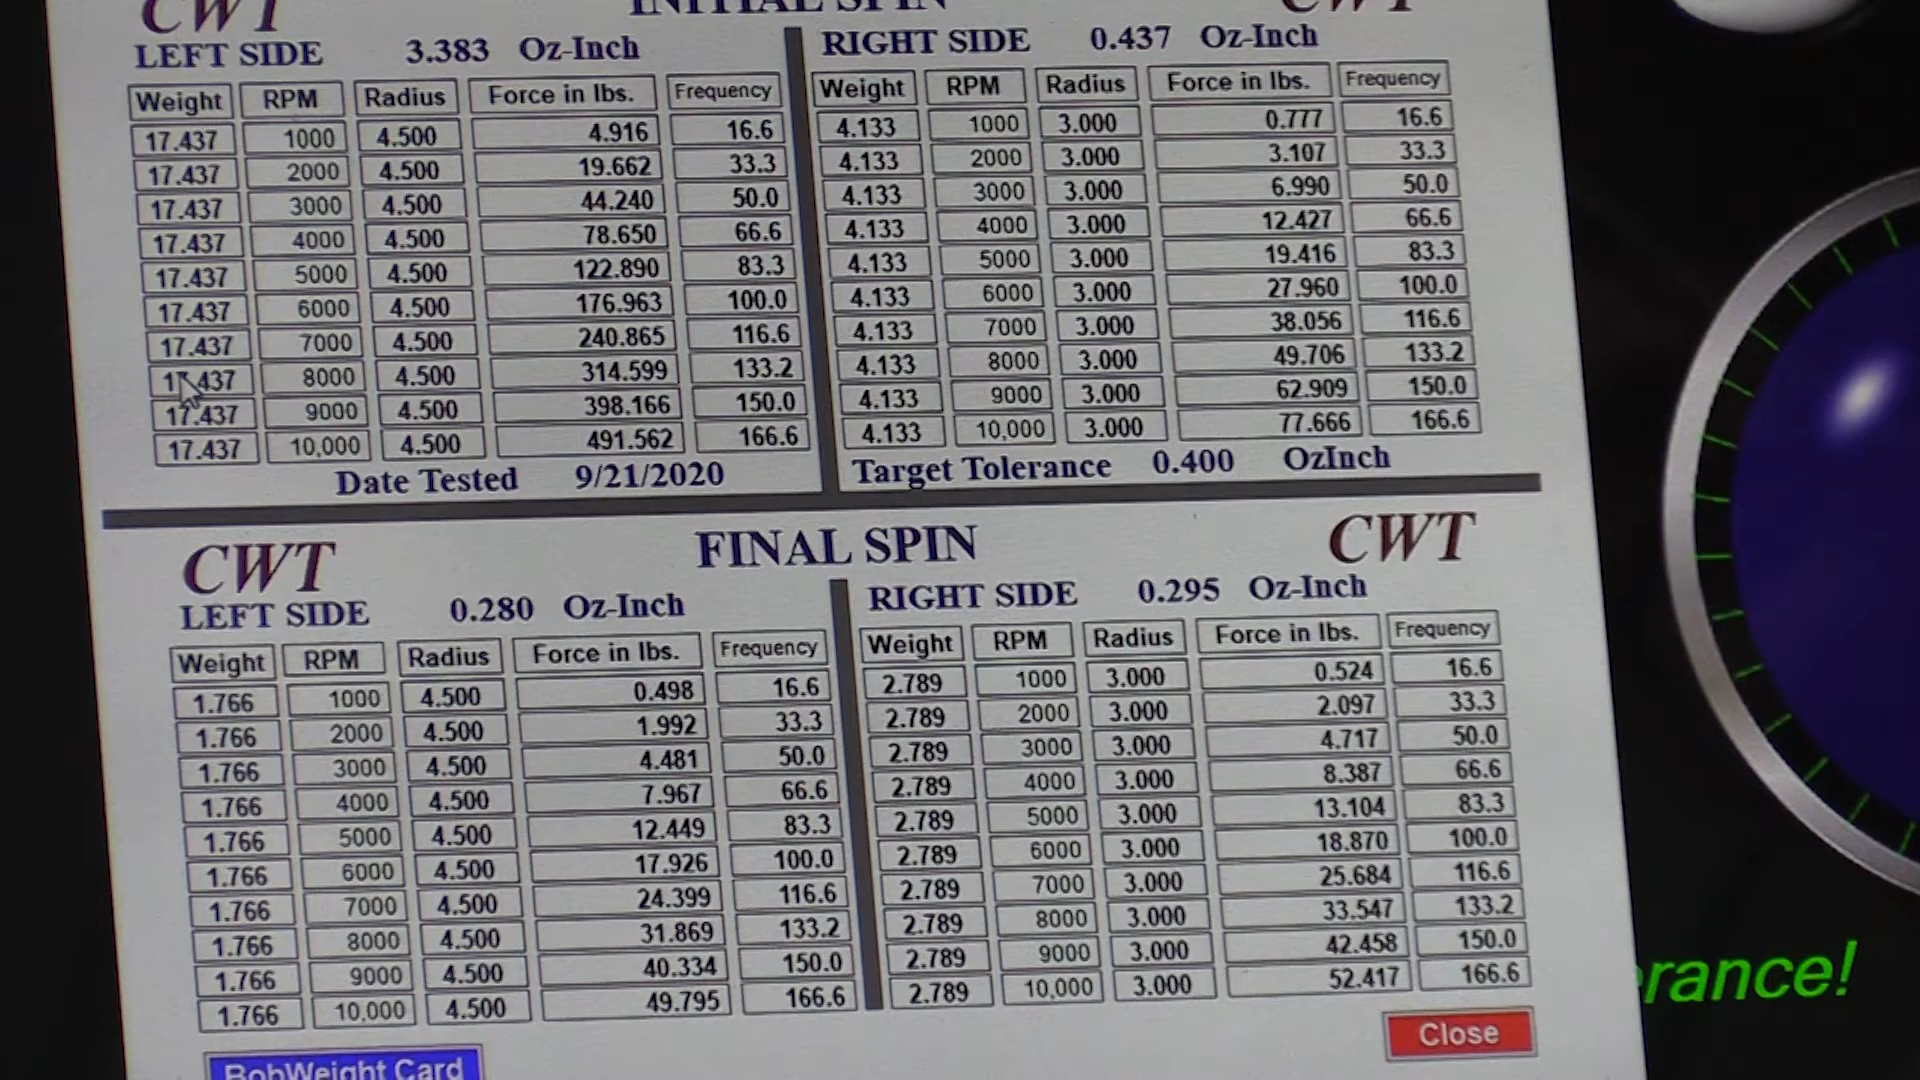 CWT INITIAL SPIN CWT
LEFT SIDE 3.383 Oz-Inch
Weight RPM Radius Force in lbs. Frequency
17.437 1000 4.500 4.916 16.6
17.437 2000 4.500 19.662 33.3
17.437 3000 4.500 44.240 50.0
17.437 4000 4.500 78.650 66.6
17.437 5000 4.500 122.890 83.3
17.437 6000 4.500 176.963 100.0
17.437 7000 4.500 240.865 116.6
17.437 8000 4.500 314.599 133.2
17.437 9000 4.500 398.166 150.0
17.437 10,000 4.500 491.562 166.6
Date Tested 9/21/2020
RIGHT SIDE 0.437 Oz-Inch
Weight RPM Radius Force in lbs. Frequency
4.133 1000 3.000 0.777 16.6
4.133 2000 3.000 3.107 33.3
4.133 3000 3.000 6.990 50.0
4.133 4000 3.000 12.427 66.6
4.133 5000 3.000 19.416 83.3
4.133 6000 3.000 27.960 100.0
4.133 7000 3.000 38.056 116.6
4.133 8000 3.000 49.706 133.2
4.133 9000 3.000 62.909 150.0
4.133 10,000 3.000 77.666 166.6
Target Tolerance 0.400 OzInch
CWT FINAL SPIN CWT
LEFT SIDE 0.280 Oz-Inch
Weight RPM Radius Force in lbs. Frequency
1.766 1000 4.500 0.498 16.6
1.766 2000 4.500 1.992 33.3
1.766 3000 4.500 4.481 50.0
1.766 4000 4.500 7.967 66.6
1.766 5000 4.500 12.449 83.3
1.766 6000 4.500 17.926 100.0
1.766 7000 4.500 24.399 116.6
1.766 8000 4.500 31.869 133.2
1.766 9000 4.500 40.334 150.0
1.766 10,000 4.500 49.795 166.6
RIGHT SIDE 0.295 Oz-Inch
Weight RPM Radius Force in lbs. Frequency
2.789 1000 3.000 0.524 16.6
2.789 2000 3.000 2.097 33.3
2.789 3000 3.000 4.717 50.0
2.789 4000 3.000 8.387 66.6
2.789 5000 3.000 13.104 83.3
2.789 6000 3.000 18.870 100.0
2.789 7000 3.000 25.684 116.6
2.789 8000 3.000 33.547 133.2
2.789 9000 3.000 42.458 150.0
2.789 10,000 3.000 52.417 166.6
BobWeight Card
Close
erance!